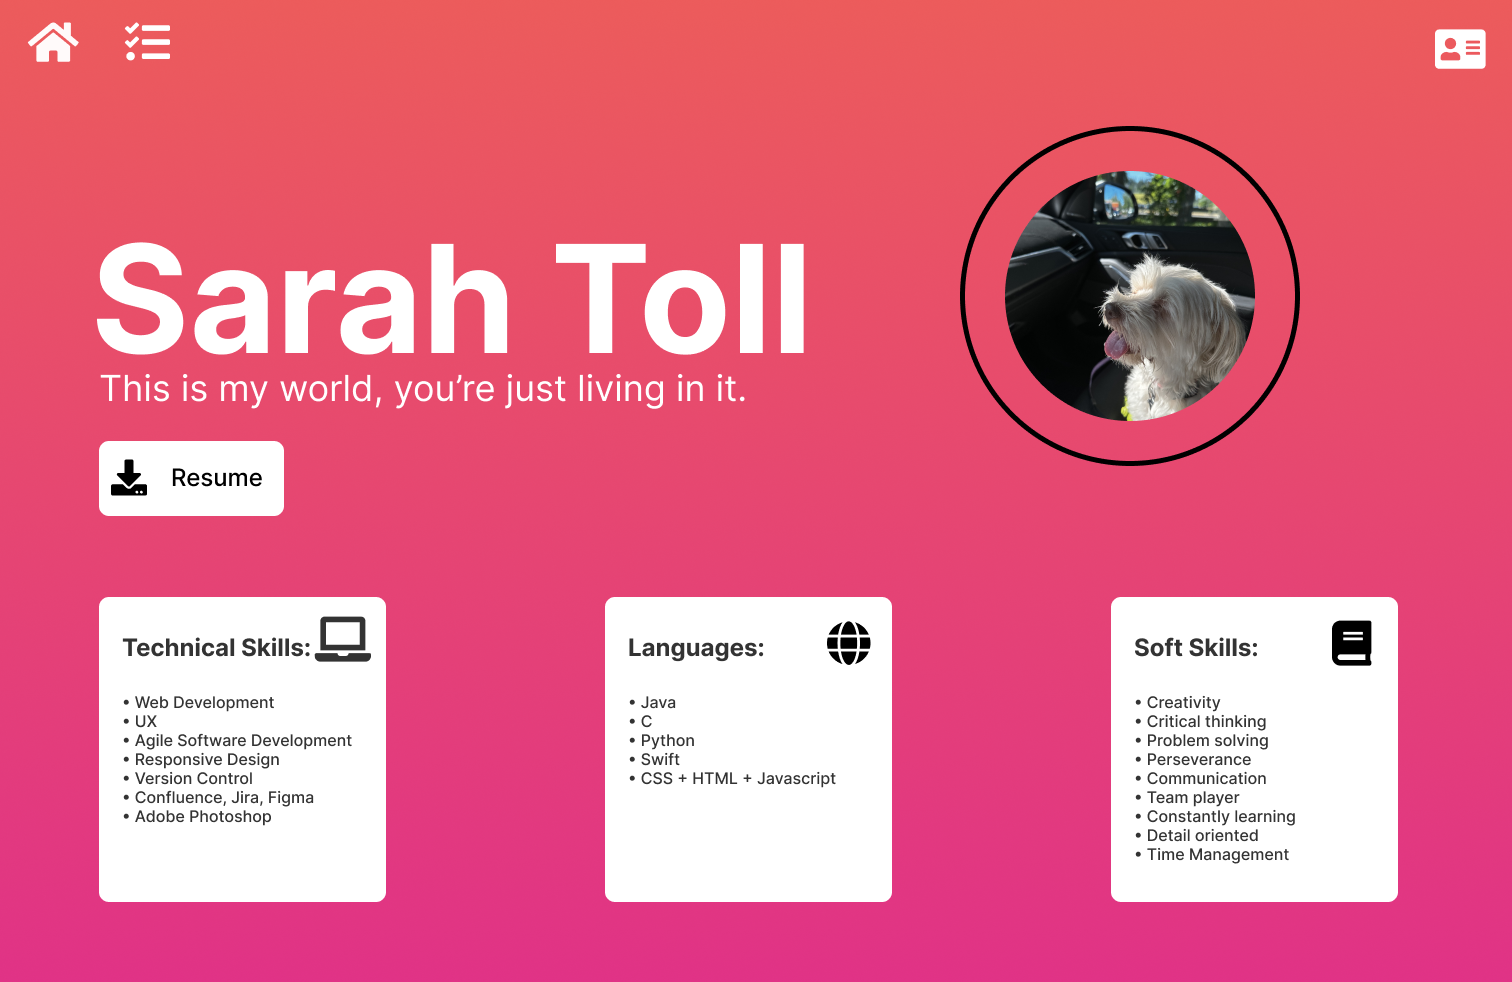 Sarah Toll
This is my world, you’re just living in it.
Resume
Technical Skills:
• Web Development
• UX
• Agile Software Development
• Responsive Design
• Version Control
• Confluence, Jira, Figma
• Adobe Photoshop
Languages:
• Java
• C
• Python
• Swift
• CSS + HTML + Javascript
Soft Skills:
• Creativity
• Critical thinking
• Problem solving
• Perseverance
• Communication
• Team player
• Constantly learning
• Detail oriented
• Time Management